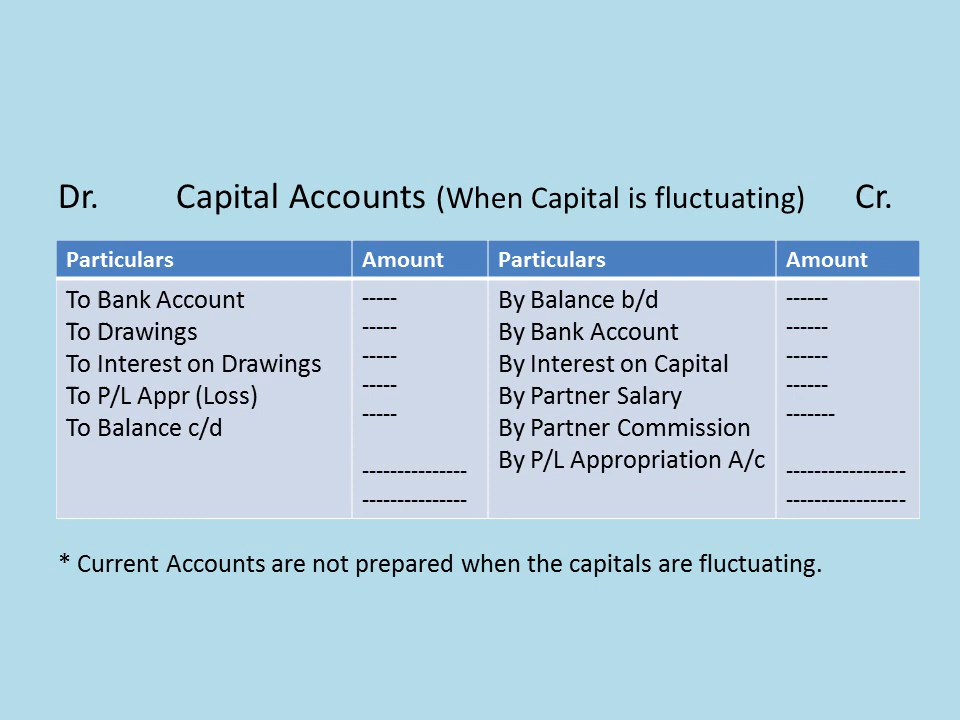 Dr. Capital Accounts (When Capital is fluctuating) Cr.
Particulars Amount Particulars Amount
To Bank Account ----- By Balance b/d ------
To Drawings ----- By Bank Account ------
To Interest on Drawings ----- By Interest on Capital ------
To P/L Appr (Loss) ----- By Partner Salary ------
To Balance c/d ----- By Partner Commission -------
By P/L Appropriation A/c
--------------- -----------------
--------------- -----------------
* Current Accounts are not prepared when the capitals are fluctuating.